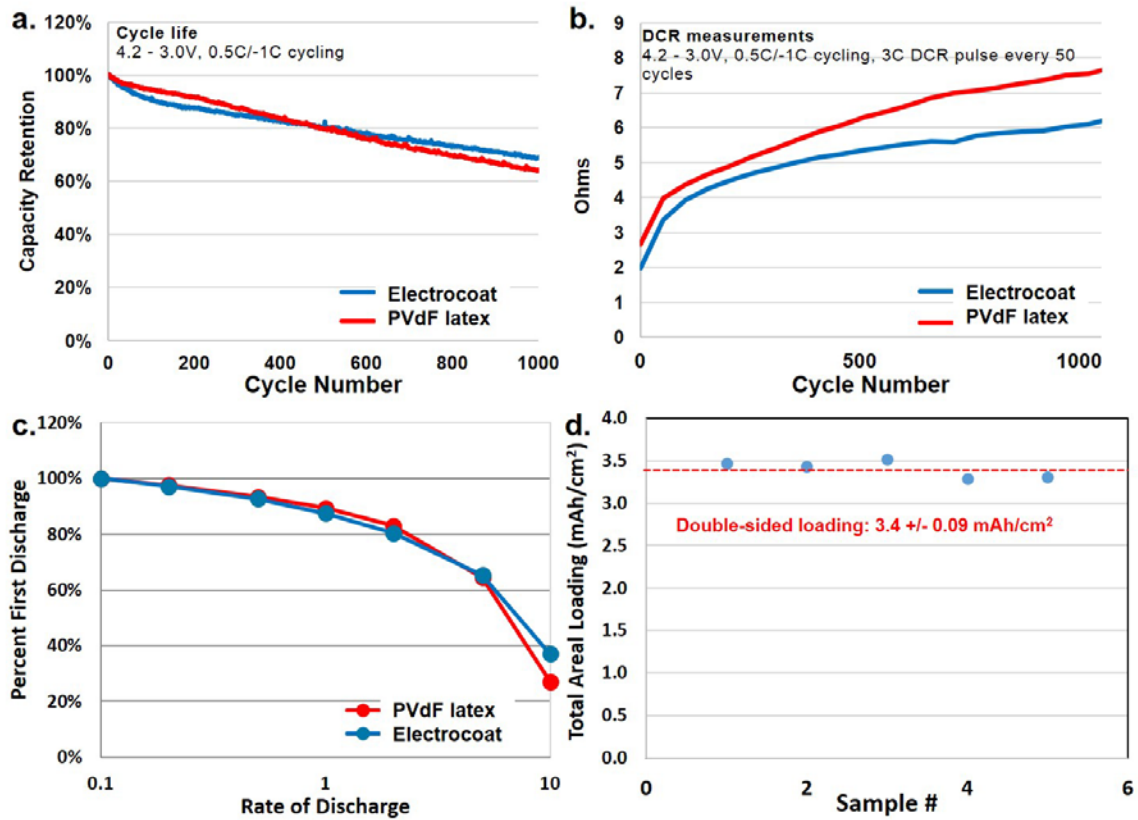 a.
120%
100%
80%
60%
40%
20%
0%
Capacity Retention
Cycle life
4.2 - 3.0V, 0.5C/-1C cycling
Electrocoat
PVdF latex
0 200 400 600 800 1000
Cycle Number
b.
9
8
7
6
5
4
3
2
1
0
Ohms
DCR measurements
4.2 - 3.0V, 0.5C/-1C cycling, 3C DCR pulse every 50
cycles
Electrocoat
PVdF latex
0 500 1000
Cycle Number
c.
120%
100%
80%
60%
40%
20%
0%
Percent First Discharge
PVdF latex
Electrocoat
0.1 1 10
Rate of Discharge
d.
4.0
3.5
3.0
2.5
2.0
1.5
1.0
0.5
0.0
Total Areal Loading (mAh/cm²)
Double-sided loading: 3.4 +/- 0.09 mAh/cm²
0 2 4 6
Sample #